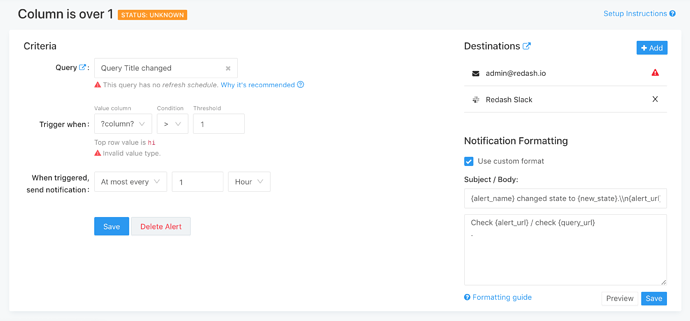 Column is over 1 STATUS: UNKNOWN
Setup Instructions
Criteria
Query :
Query Title changed
This query has no refresh schedule. Why it's recommended
Value column Condition Threshold
Trigger when : ?column? > 1
Top row value is hi
Invalid value type.
When triggered,
send notification :
At most every 1 Hour
Save Delete Alert
Destinations
+ Add
admin@redash.io
Redash Slack
Notification Formatting
Use custom format
Subject / Body:
{alert_name} changed state to {new_state}.\\n{alert_url
Check {alert_url} / check {query_url}
.
Formatting guide
Preview Save